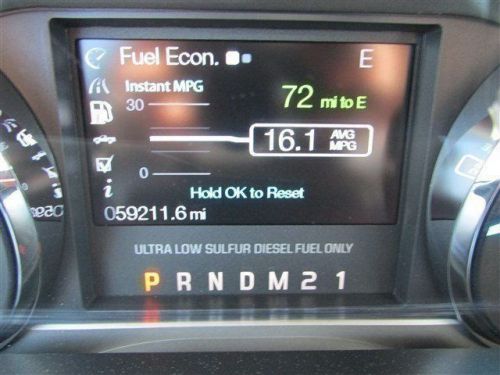 Fuel Econ. E
Instant MPG
30
72 mi to E
16.1 AVG MPG
0
Hold OK to Reset
059211.6 mi
ULTRA LOW SULFUR DIESEL FUEL ONLY
P R N D M 2 1